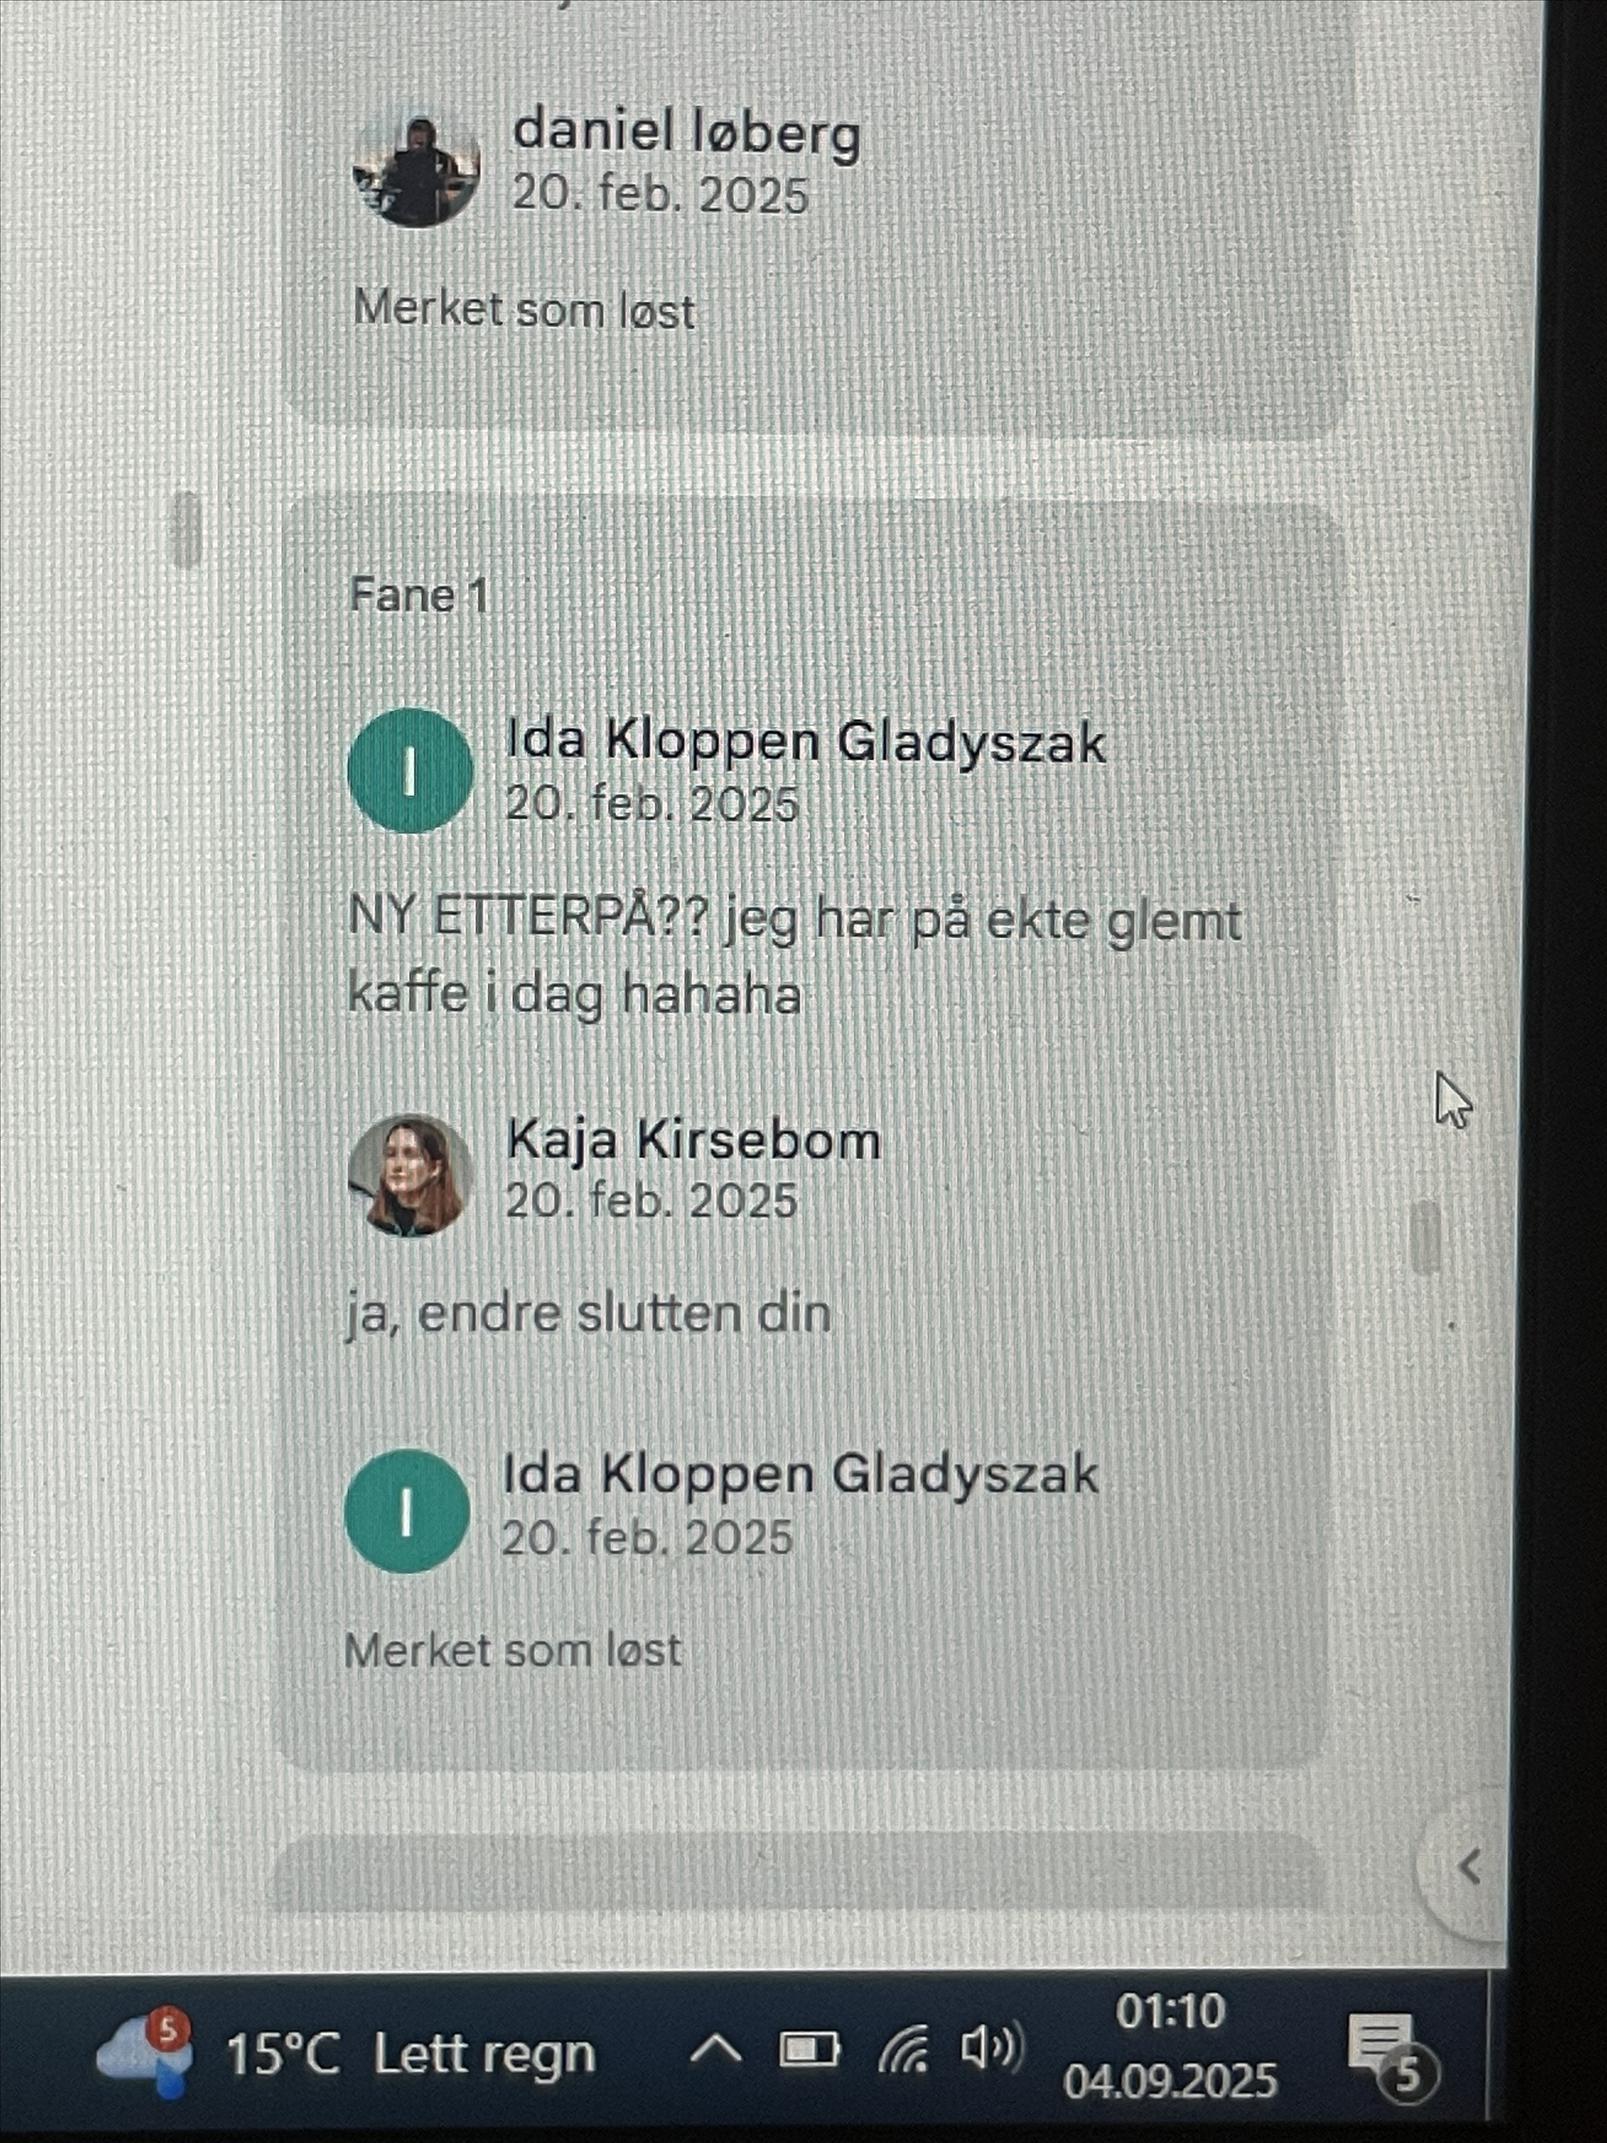 daniel løberg
20. feb. 2025
Merket som løst
Fane 1
I
Ida Kloppen Gladyszak
20. feb. 2025
NY ETTERPÅ?? jeg har på ekte glemt
kaffe i dag hahaha
Kaja Kirsebom
20. feb. 2025
ja, endre slutten din
I
Ida Kloppen Gladyszak
20. feb. 2025
Merket som løst
5
15°C Lett regn
01:10
04.09.2025
5